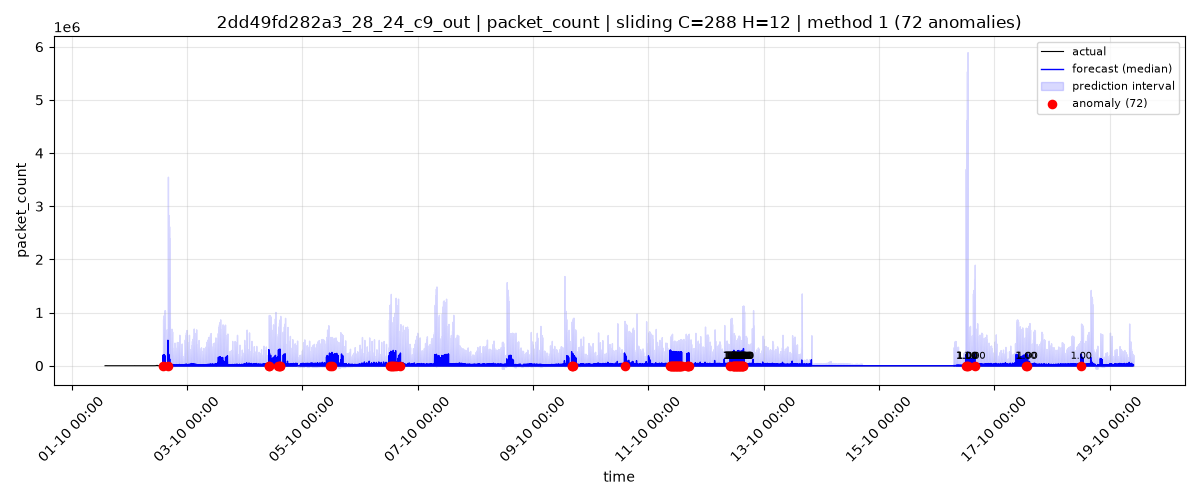 2dd49fd282a3_28_24_c9_out | packet_count | sliding C=288 H=12 | method 1 (72 anomalies)
1e6
6
5
4
3
2
1
0
packet_count
actual
forecast (median)
prediction interval
anomaly (72)
1.00
1.00
01-10 00:00
03-10 00:00
05-10 00:00
07-10 00:00
09-10 00:00
11-10 00:00
13-10 00:00
15-10 00:00
17-10 00:00
19-10 00:00
time